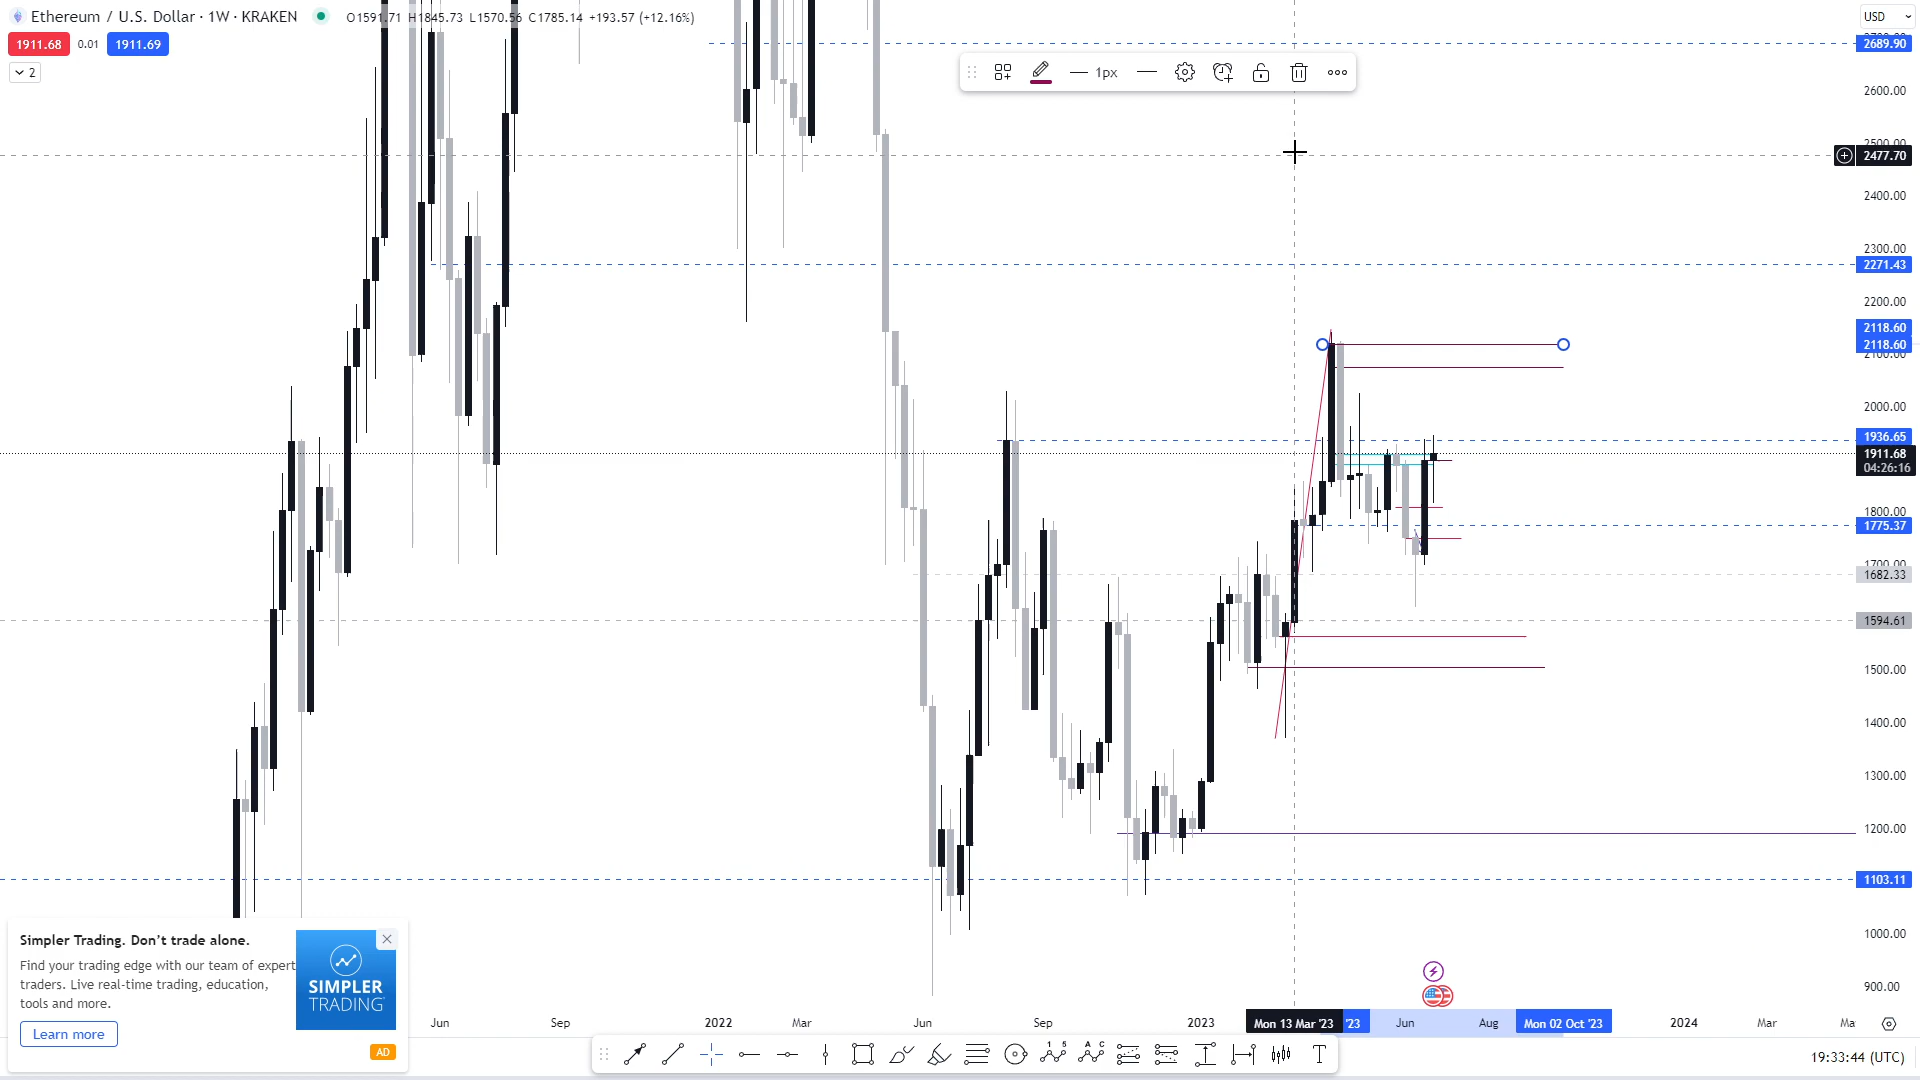 Ethereum / U.S. Dollar · 1W · KRAKEN
O1591.71 H1845.73 L1570.56 C1785.14 +193.57 (+12.16%)
USD
1911.68 0.01 1911.69
2
1px
2689.90
2600.00
2477.70
2400.00
2300.00
2271.43
2200.00
2118.60
2118.60
2000.00
1936.65
1911.68
04:26:16
1800.00
1775.37
1682.33
1594.61
1500.00
1400.00
1300.00
1200.00
1103.11
1000.00
900.00
Simpler Trading. Don’t trade alone.
Find your trading edge with our team of expert
traders. Live real-time trading, education,
tools and more.
Learn more
SIMPLER
TRADING
AD
Jun Sep 2022 Mar Jun Sep 2023 Mon 13 Mar '23 '23 Jun Aug Mon 02 Oct '23 2024 Mar Ma
1 5
A C
T
19:33:44 (UTC)